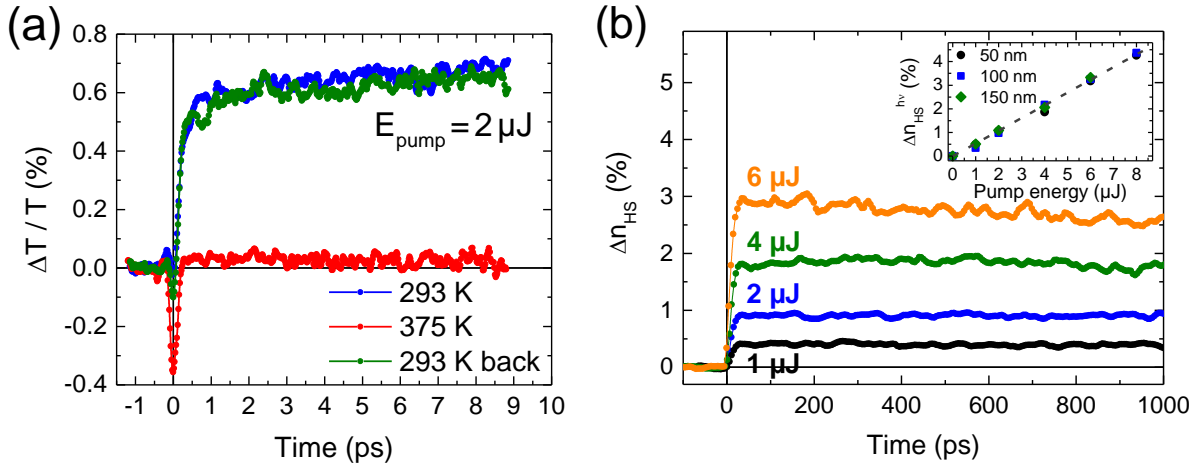 (a)
0.8
0.6
0.4
0.2
0.0
-0.2
-0.4
ΔT / T (%)
E_pump = 2 µJ
293 K
375 K
293 K back
-1 0 1 2 3 4 5 6 7 8 9 10
Time (ps)
(b)
5
4
3
2
1
0
Δn_HS (%)
6 µJ
4 µJ
2 µJ
1 µJ
0 200 400 600 800 1000
Time (ps)
50 nm
100 nm
150 nm
4
3
2
1
0
Δn_HS^hν (%)
0 1 2 3 4 5 6 7 8
Pump energy (µJ)